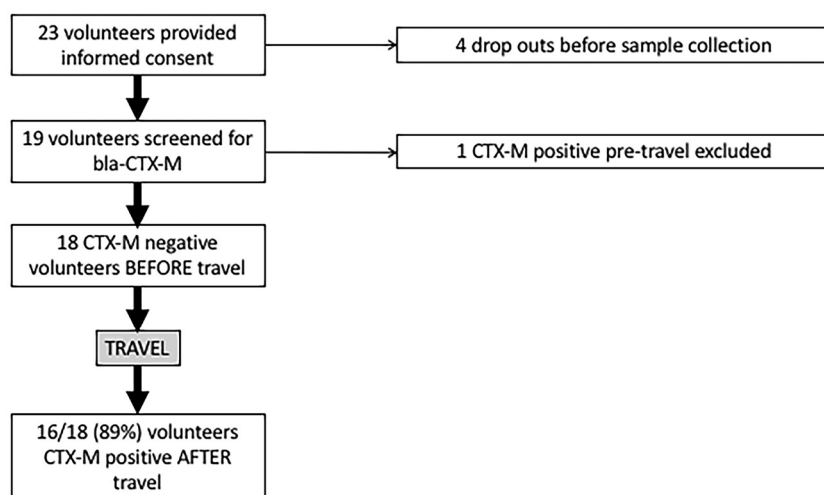 23 volunteers provided
informed consent
4 drop outs before sample collection
19 volunteers screened for
bla-CTX-M
1 CTX-M positive pre-travel excluded
18 CTX-M negative
volunteers BEFORE travel
TRAVEL
16/18 (89%) volunteers
CTX-M positive AFTER
travel